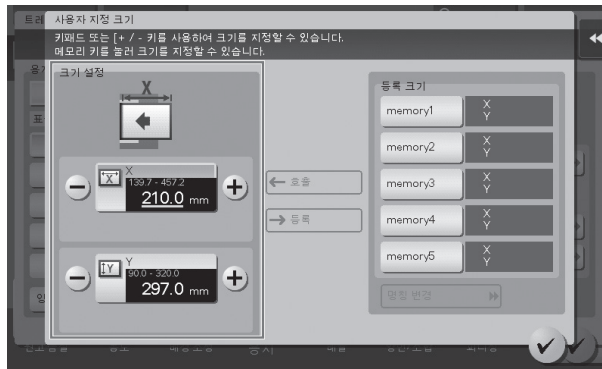 사용자 지정 크기
키패드 또는 [+ / - 키를 사용하여 크기를 지정할 수 있습니다.
메모리 키를 눌러 크기를 지정할 수 있습니다.
크기 설정
X
X
139.7 - 457.2
210.0 mm
Y
90.0 - 320.0
297.0 mm
호출
등록
등록 크기
memory1 X Y
memory2 X Y
memory3 X Y
memory4 X Y
memory5 X Y
명칭 변경